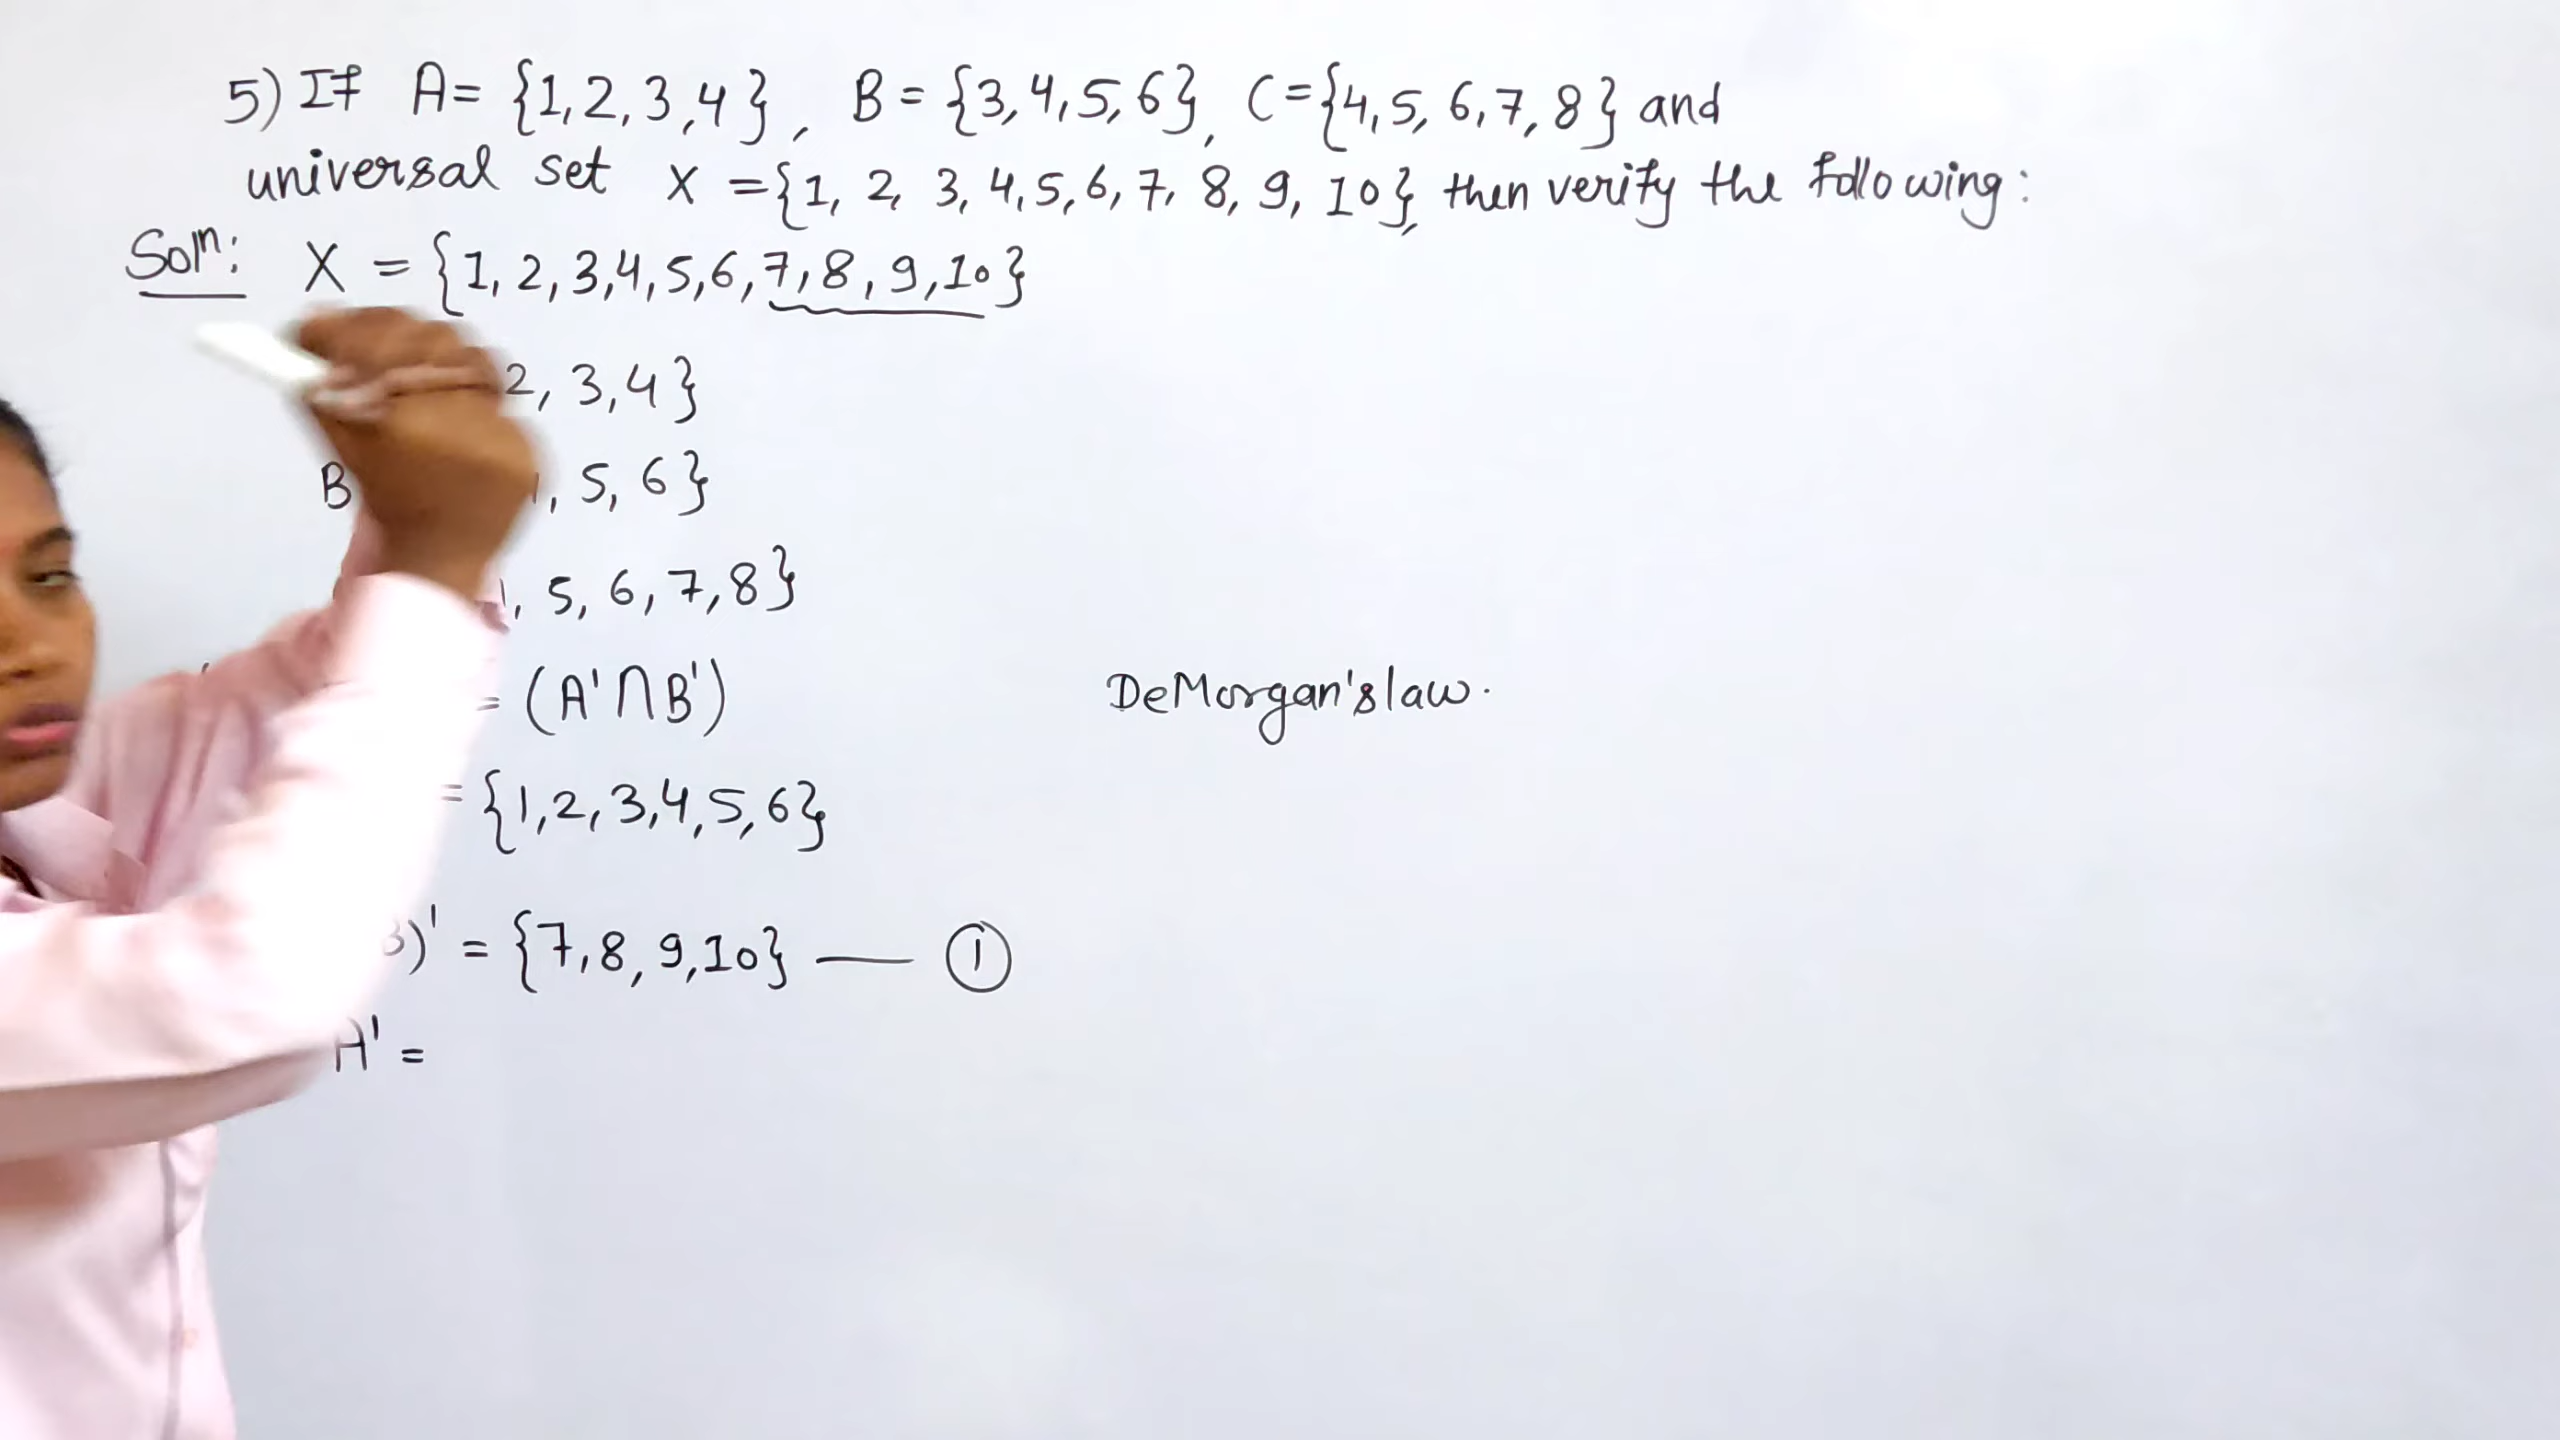 5) If A = {1, 2, 3, 4}, B = {3, 4, 5, 6}, C = {4, 5, 6, 7, 8} and
universal set X = {1, 2, 3, 4, 5, 6, 7, 8, 9, 10}, then verify the following:
Solⁿ: X = {1, 2, 3, 4, 5, 6, 7, 8, 9, 10}
2, 3, 4}
B , 5, 6}
, 5, 6, 7, 8}
= (A' ∩ B') DeMorgan's law.
= {1, 2, 3, 4, 5, 6}
)' = {7, 8, 9, 10} — ①
A' =